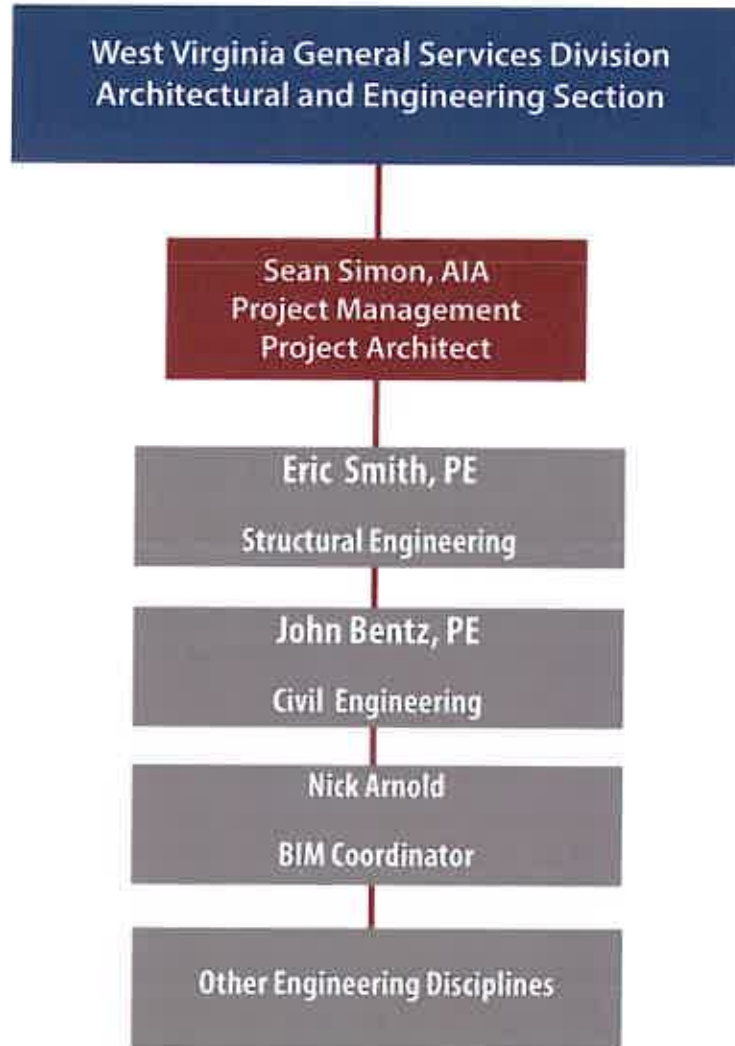 West Virginia General Services Division
Architectural and Engineering Section
Sean Simon, AIA
Project Management
Project Architect
Eric Smith, PE
Structural Engineering
John Bentz, PE
Civil Engineering
Nick Arnold
BIM Coordinator
Other Engineering Disciplines